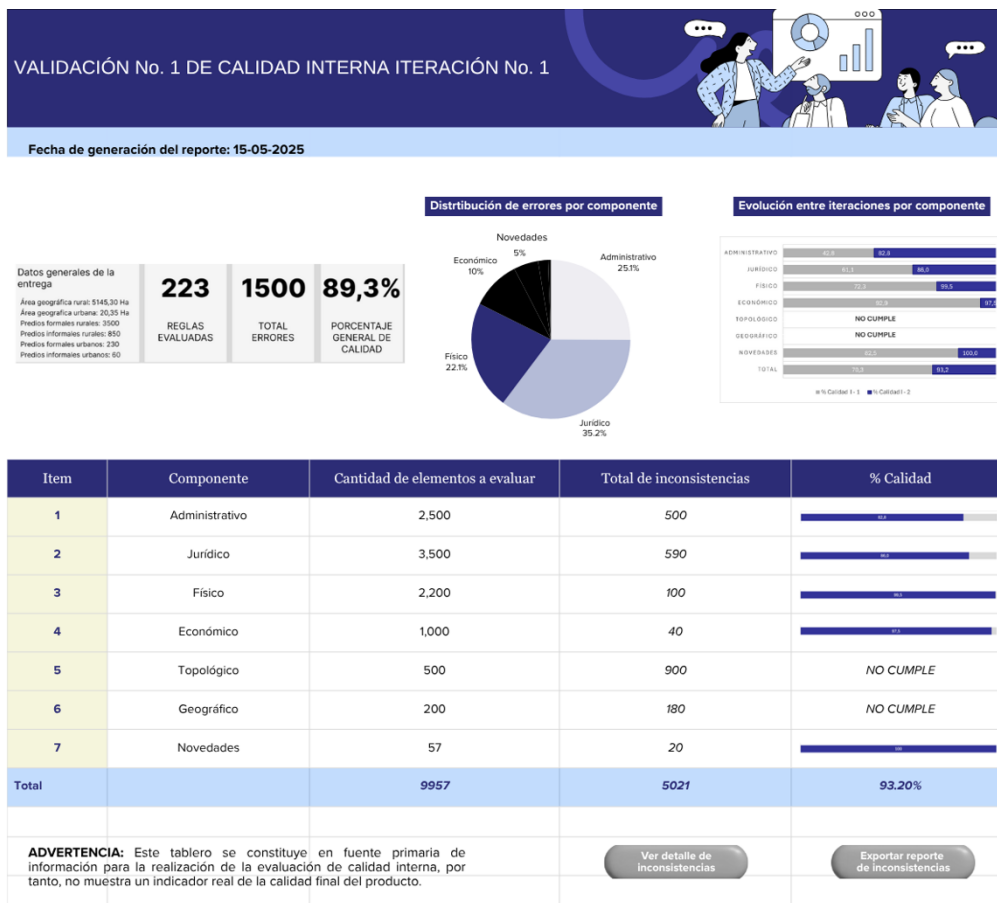 VALIDACIÓN No. 1 DE CALIDAD INTERNA ITERACIÓN No. 1
Fecha de generación del reporte: 15-05-2025
Datos generales de la
entrega
Área geográfica rural: 5145,30 Ha
Área geográfica urbana: 20,35 Ha
Predios formales rurales: 3500
Predios informales rurales: 850
Predios formales urbanos: 230
Predios informales urbanos: 60
223
REGLAS
EVALUADAS
1500
TOTAL
ERRORES
89,3%
PORCENTAJE
GENERAL DE
CALIDAD
Distrtibución de errores por componente
Novedades
5%
Económico
10%
Administrativo
25.1%
Físico
22.1%
Jurídico
35.2%
Evolución entre iteraciones por componente
ADMINISTRATIVO 82,0
JURÍDICO 88,0
FÍSICO 72,3 99,5
ECONÓMICO 97,5
TOPOLÓGICO NO CUMPLE
GEOGRÁFICO NO CUMPLE
NOVEDADES 100,0
TOTAL 93,2
% Calidad I - 1 % Calidad I - 2
Item Componente Cantidad de elementos a evaluar Total de inconsistencias % Calidad
1 Administrativo 2,500 500
2 Jurídico 3,500 590
3 Físico 2,200 100
4 Económico 1,000 40 97,5
5 Topológico 500 900 NO CUMPLE
6 Geográfico 200 180 NO CUMPLE
7 Novedades 57 20 100
Total 9957 5021 93.20%
ADVERTENCIA: Este tablero se constituye en fuente primaria de
información para la realización de la evaluación de calidad interna, por
tanto, no muestra un indicador real de la calidad final del producto.
Ver detalle de
inconsistencias
Exportar reporte
de inconsistencias